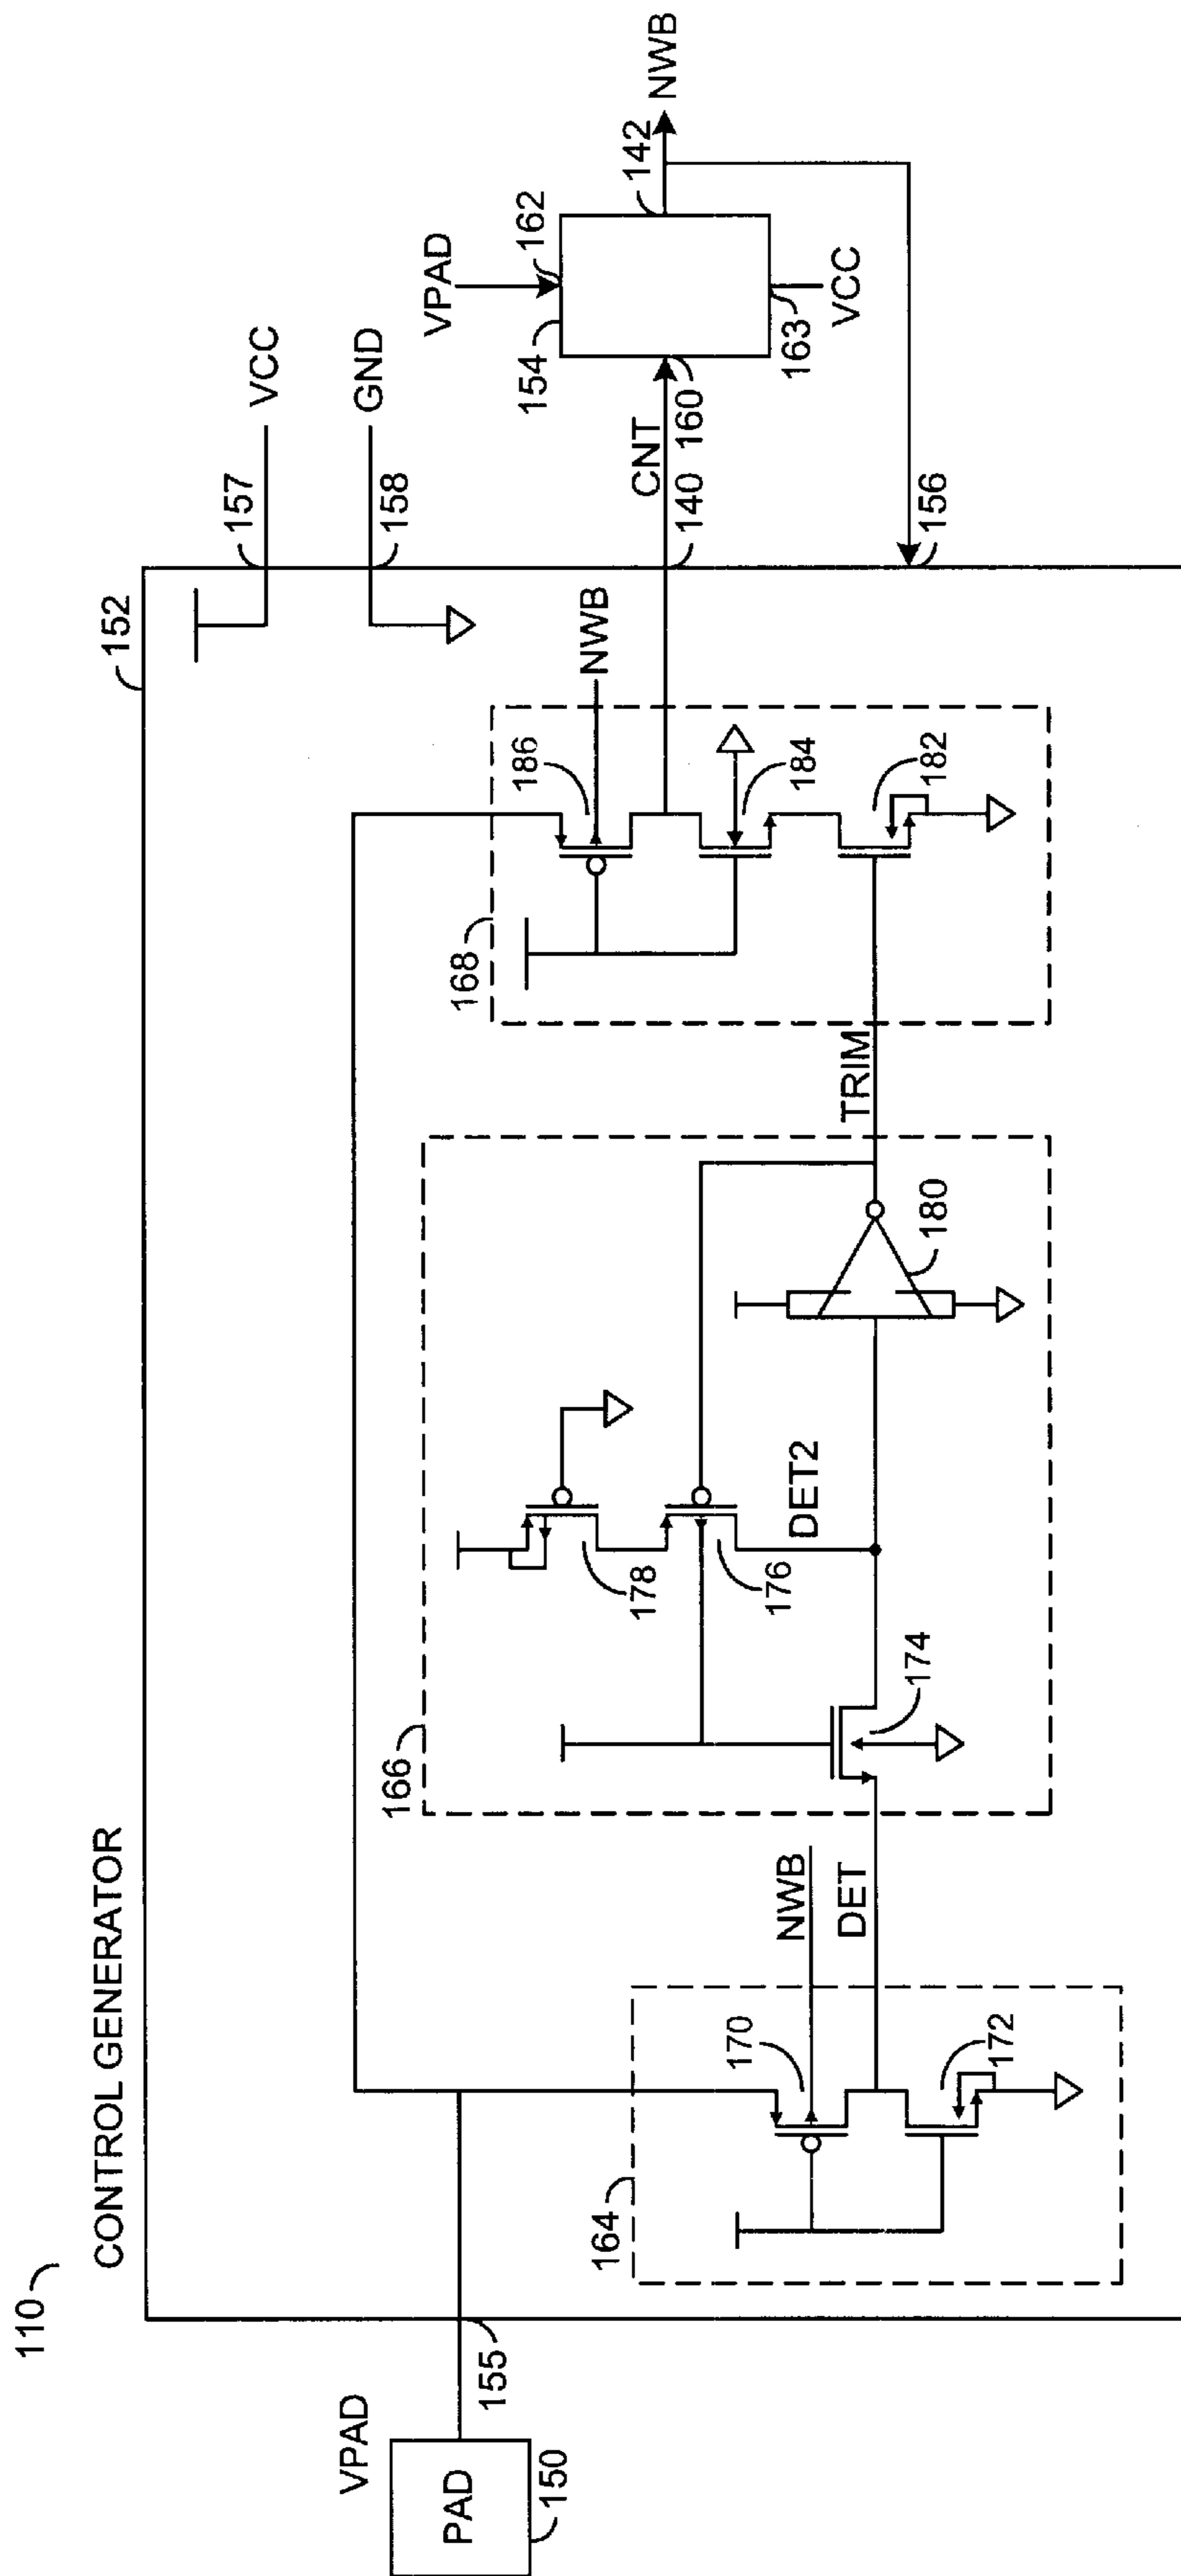 110
CONTROL GENERATOR
152
VPAD
PAD
150
155
157
VCC
158
GND
164
170
172
NWB
DET
166
174
178
176
DET2
180
TRIM
168
186
NWB
184
182
140
CNT
160
154
VPAD
162
163
VCC
142
NWB
156